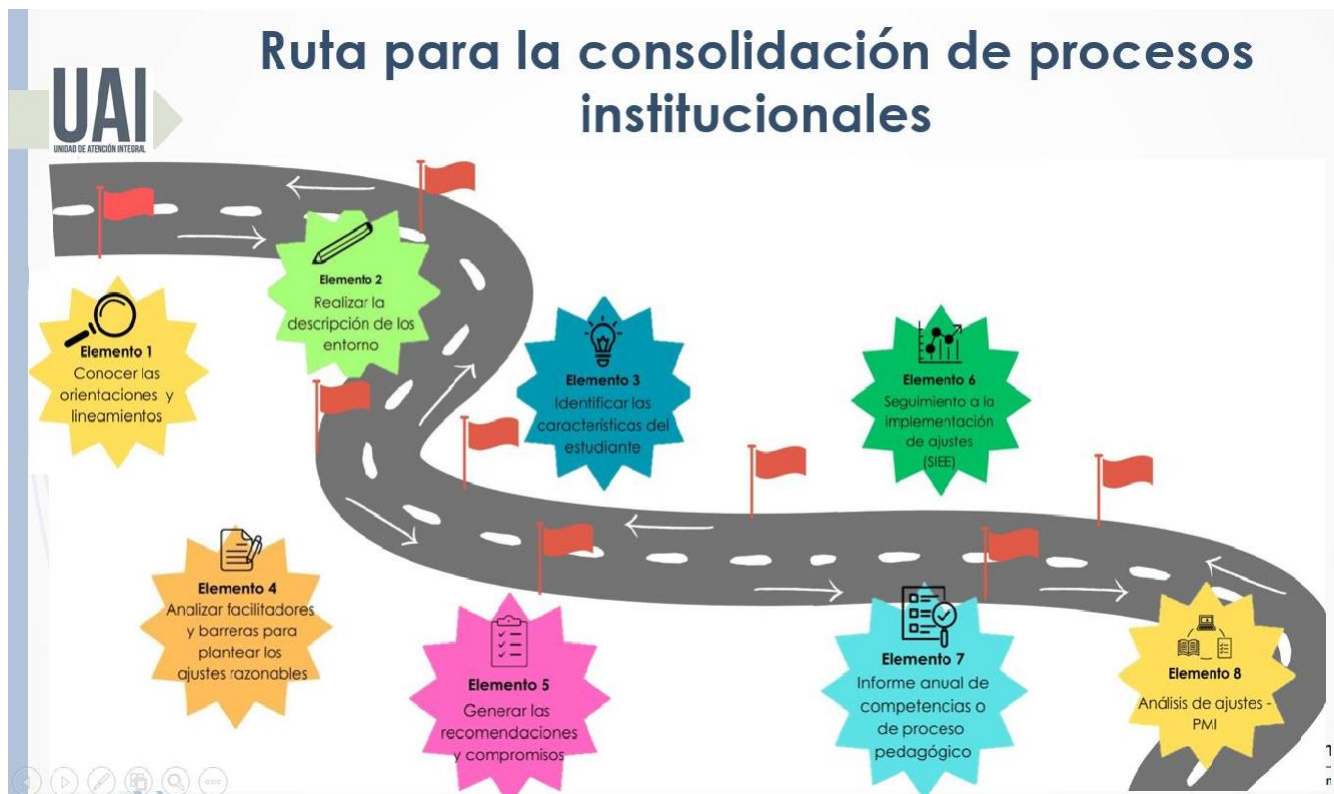 Ruta para la consolidación de procesos
institucionales
UAI
UNIDAD DE ATENCIÓN INTEGRAL
Elemento 1
Conocer las
orientaciones y
lineamientos
Elemento 2
Realizar la
descripción de los
entorno
Elemento 3
Identificar las
características del
estudiante
Elemento 4
Analizar facilitadores
y barreras para
plantear los
ajustes razonables
Elemento 5
Generar las
recomendaciones
y compromisos
Elemento 6
Seguimiento a la
implementación
de ajustes
(SIEE)
Elemento 7
Informe anual de
competencias o
de proceso
pedagógico
Elemento 8
Análisis de ajustes -
PMI